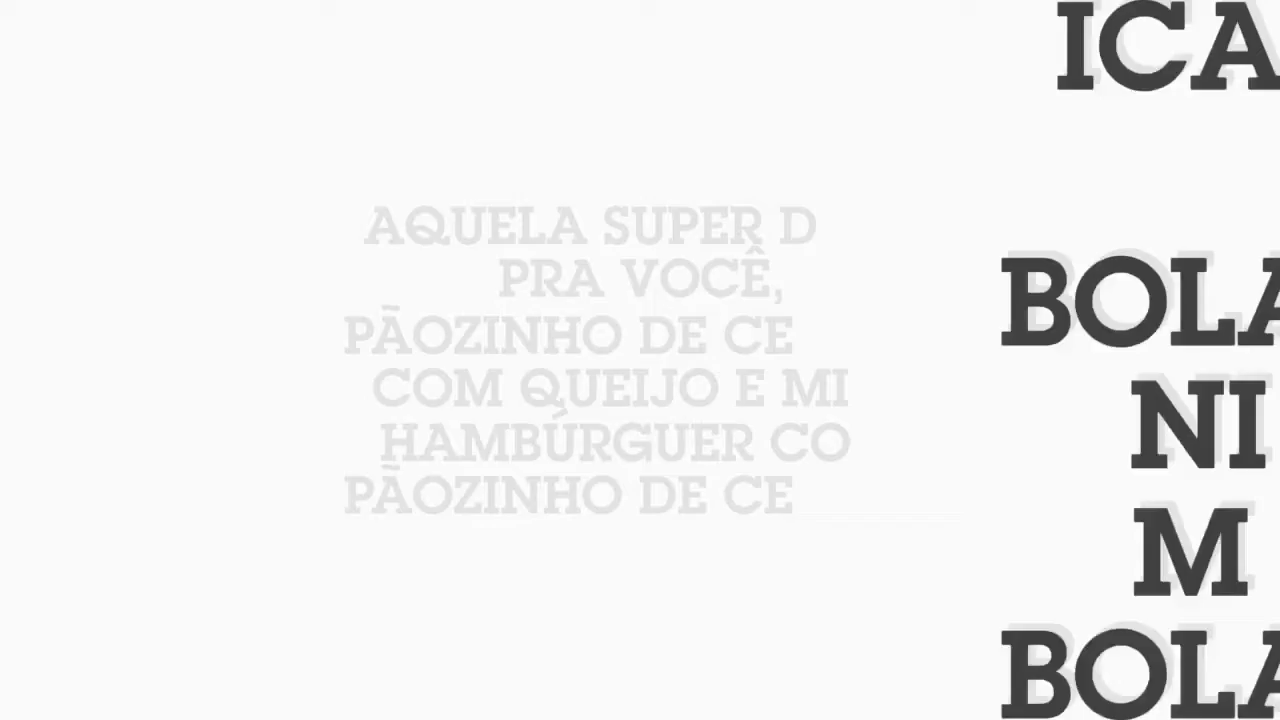 AQUELA SUPER D ICA
PRA VOCÊ,
PÃOZINHO DE CE BOLA
COM QUEIJO E MI NI
HAMBÚRGUER CO M
PÃOZINHO DE CE BOLA